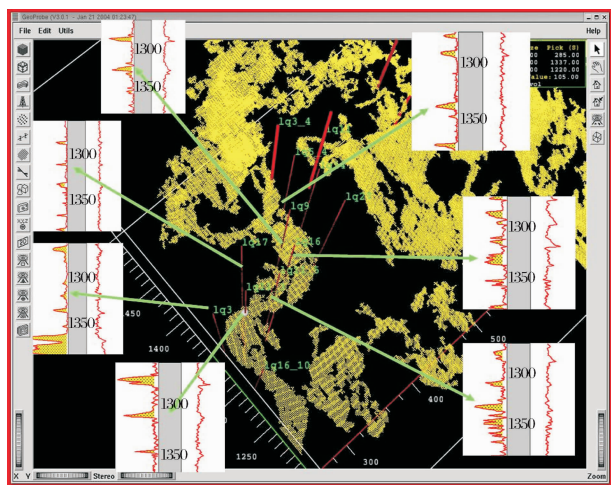 GeoProbe (V3.0.1 - Jan 21 2004 01:23:47)
File Edit Utils
Help
Pick (S)
285.00
1337.00
1220.00
Value: 105.00
1300
1350
1300
1350
1300
1350
1300
1350
1300
1350
1300
1350
1300
1350
lq3_4
lq9
lq2
16
lq17
lq3
lq16_10
1450
1400
1250
500
400
300
X Y Stereo
Zoom